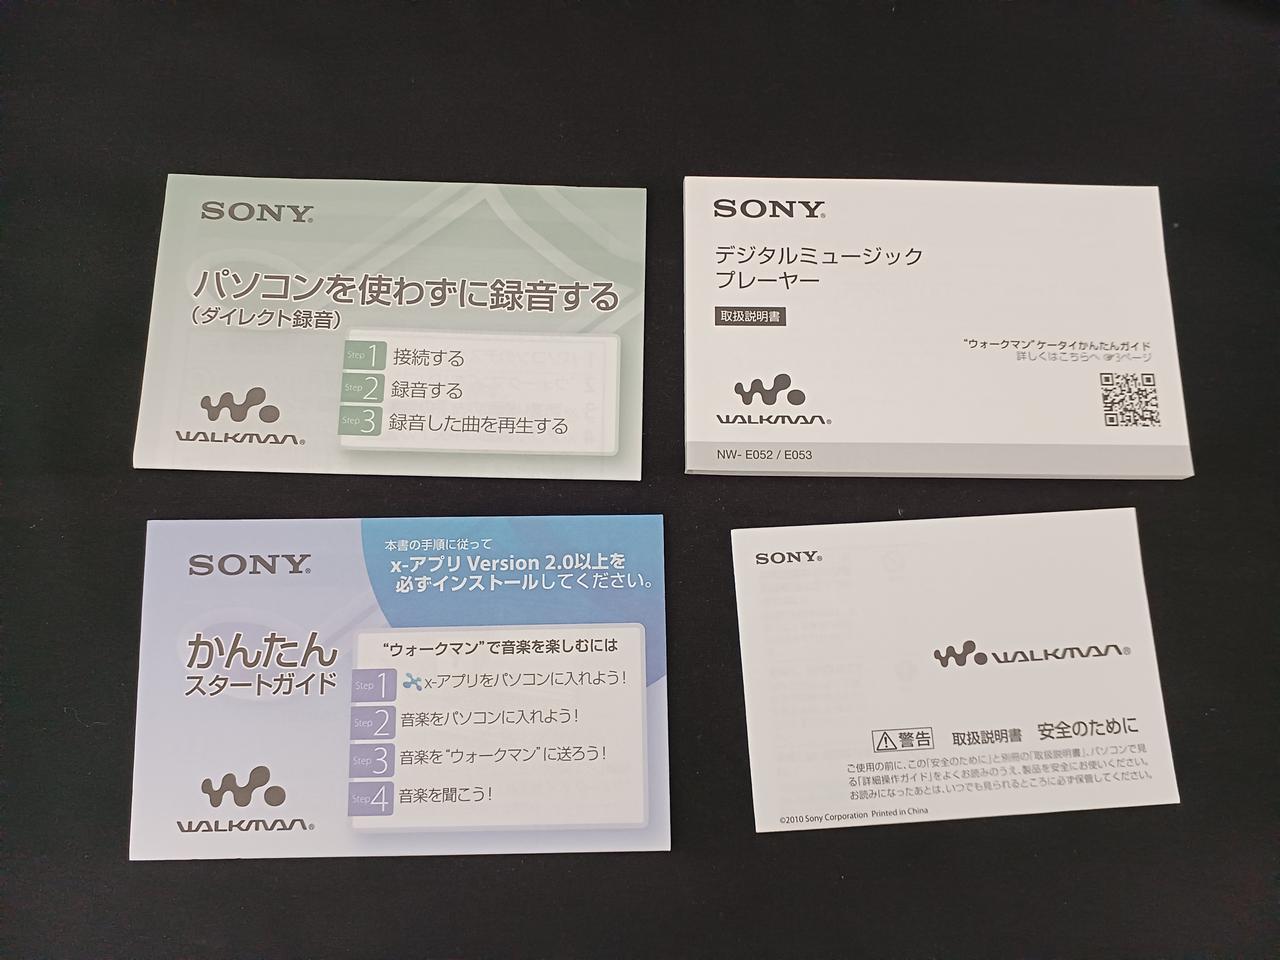 SONY®
パソコンを使わずに録音する
(ダイレクト録音)
Step 1 接続する
Step 2 録音する
Step 3 録音した曲を再生する
WALKMAN®
SONY®
デジタルミュージック
プレーヤー
取扱説明書
"ウォークマン"ケータイかんたんガイド
詳しくはこちらへ ☞3ページ
WALKMAN®
NW- E052 / E053
SONY®
本書の手順に従って
x-アプリ Version 2.0以上を
必ずインストールしてください。
かんたん
スタートガイド
"ウォークマン"で音楽を楽しむには
Step 1 x-アプリをパソコンに入れよう!
Step 2 音楽をパソコンに入れよう!
Step 3 音楽を"ウォークマン"に送ろう!
Step 4 音楽を聞こう!
WALKMAN®
SONY®
WALKMAN®
⚠警告 取扱説明書 安全のために
ご使用の前に、この「安全のために」と別冊の「取扱説明書」、パソコンで見
る「詳細操作ガイド」をよくお読みのうえ、製品を安全にお使いください。
お読みになったあとは、いつでも見られるところに必ず保管してください。
©2010 Sony Corporation Printed in China